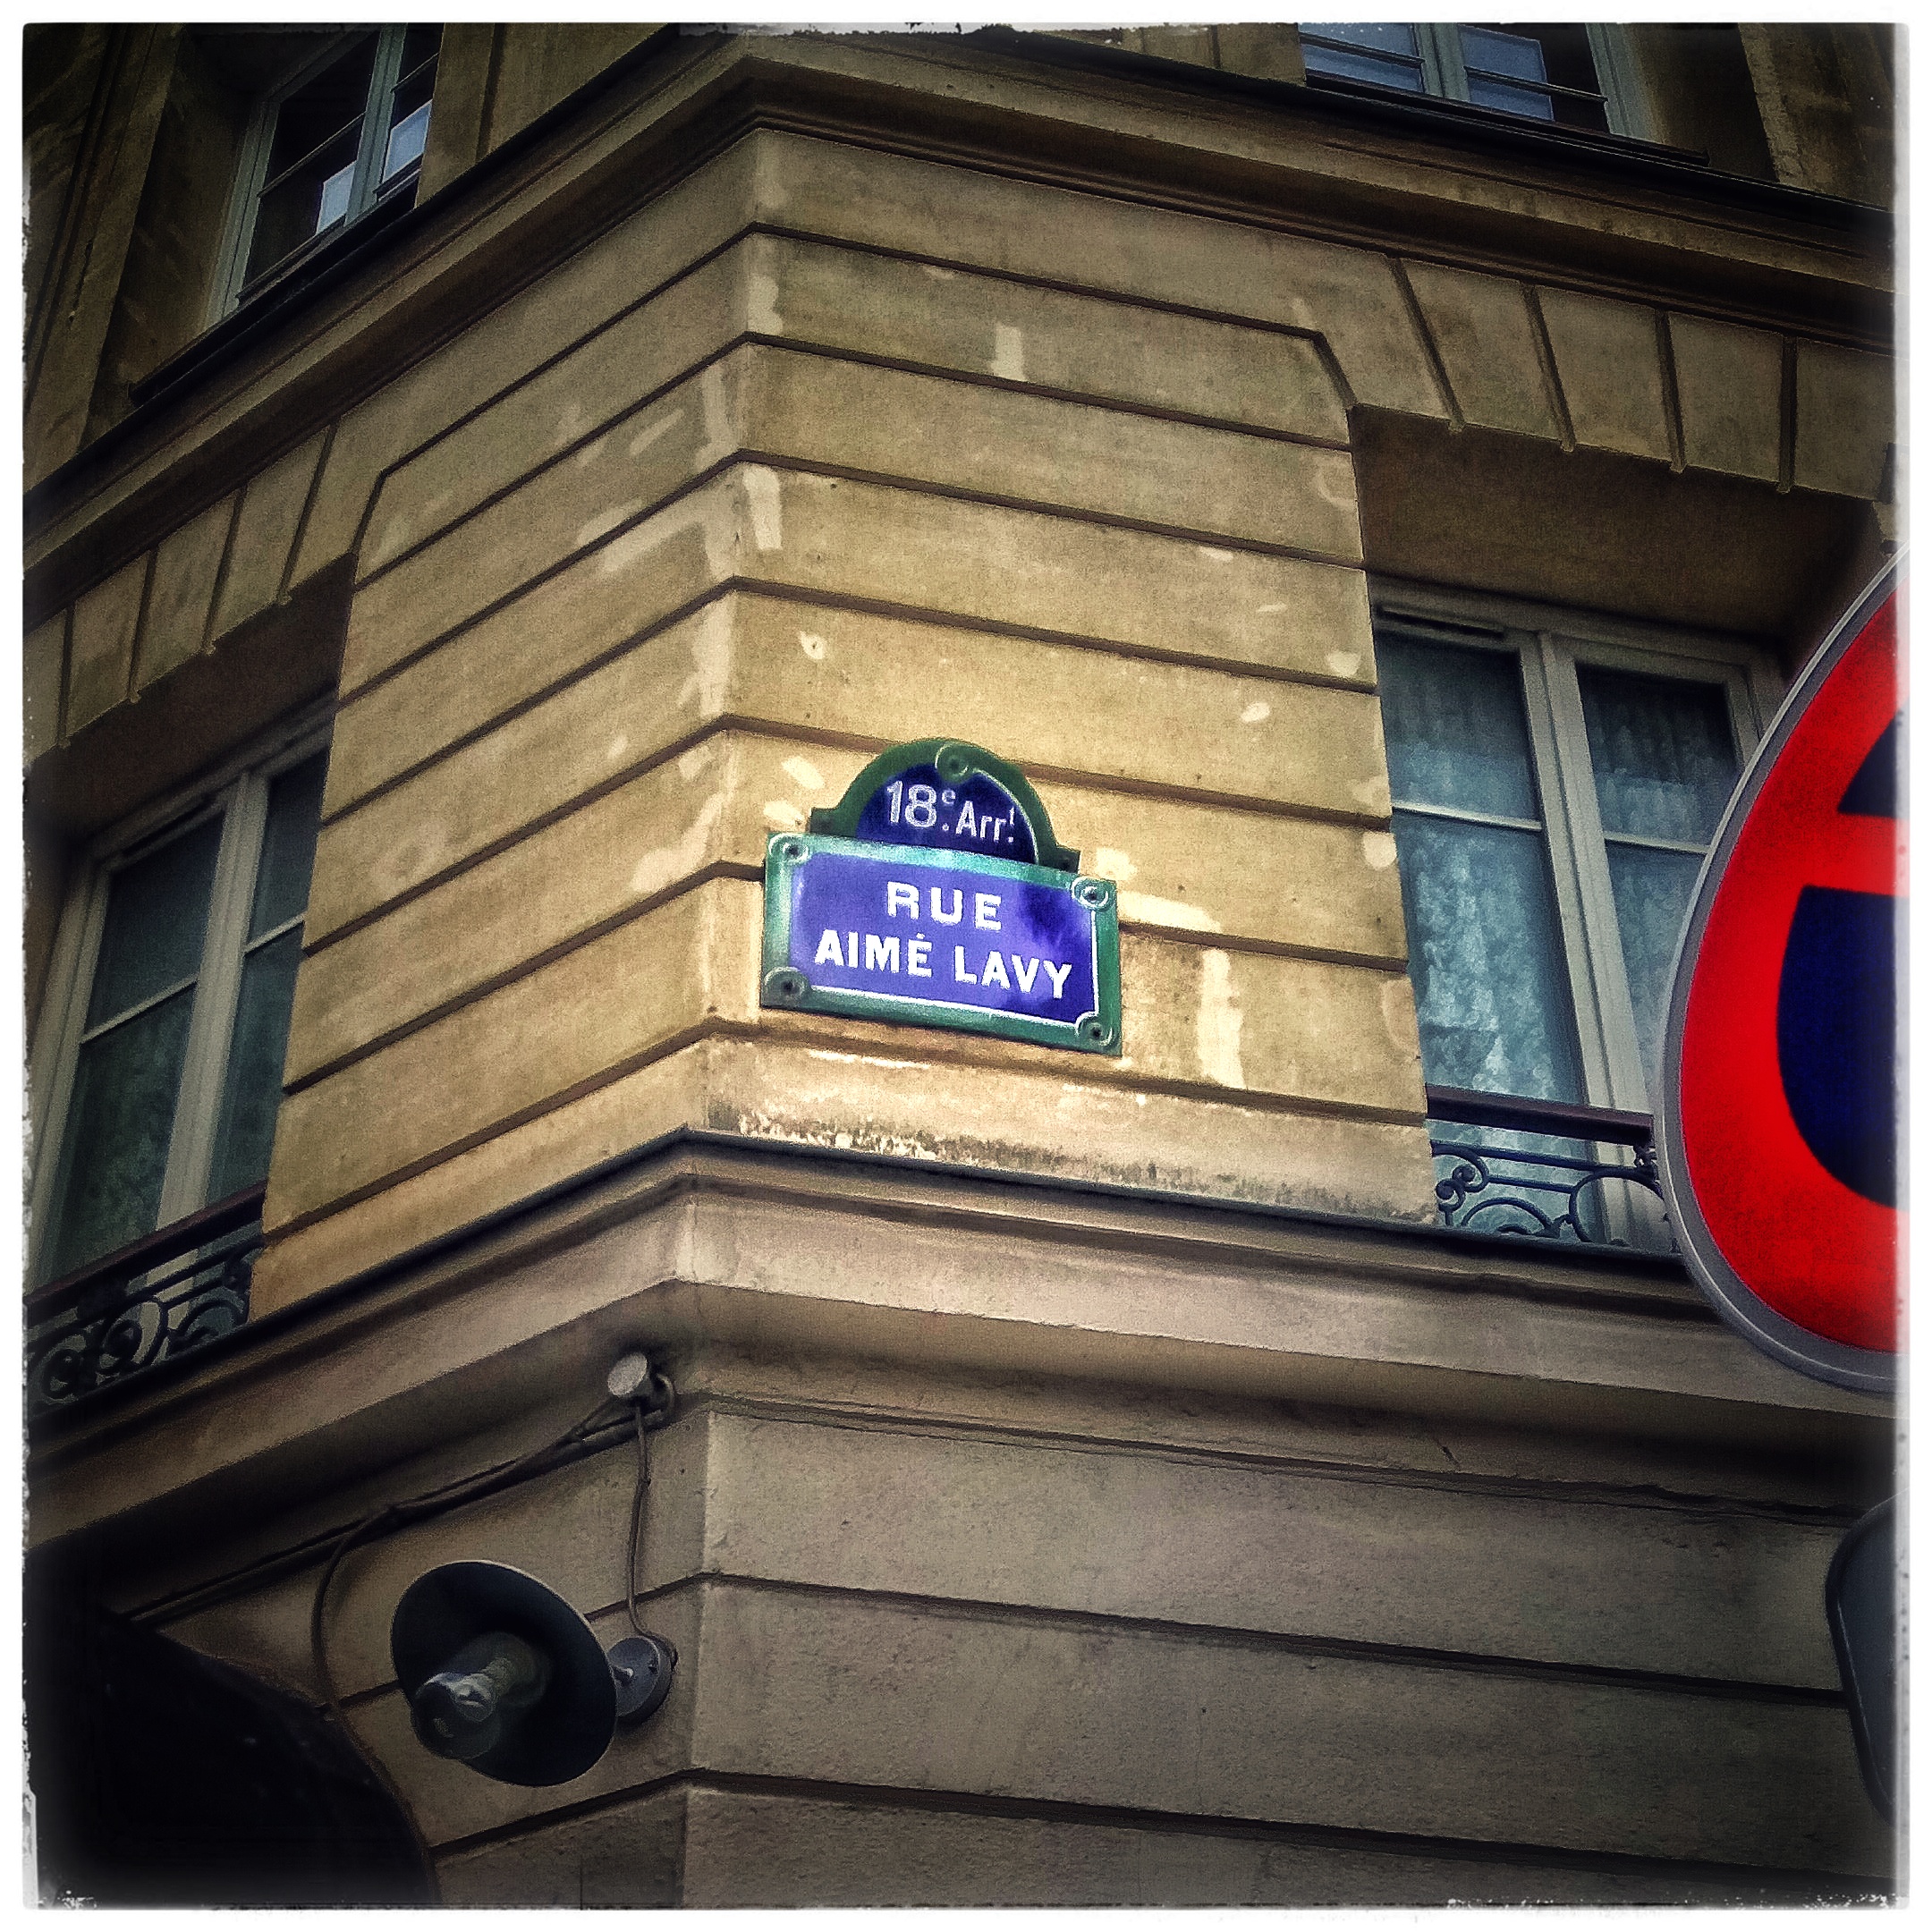 18e. Arrt.
RUE
AIMÉ LAVY